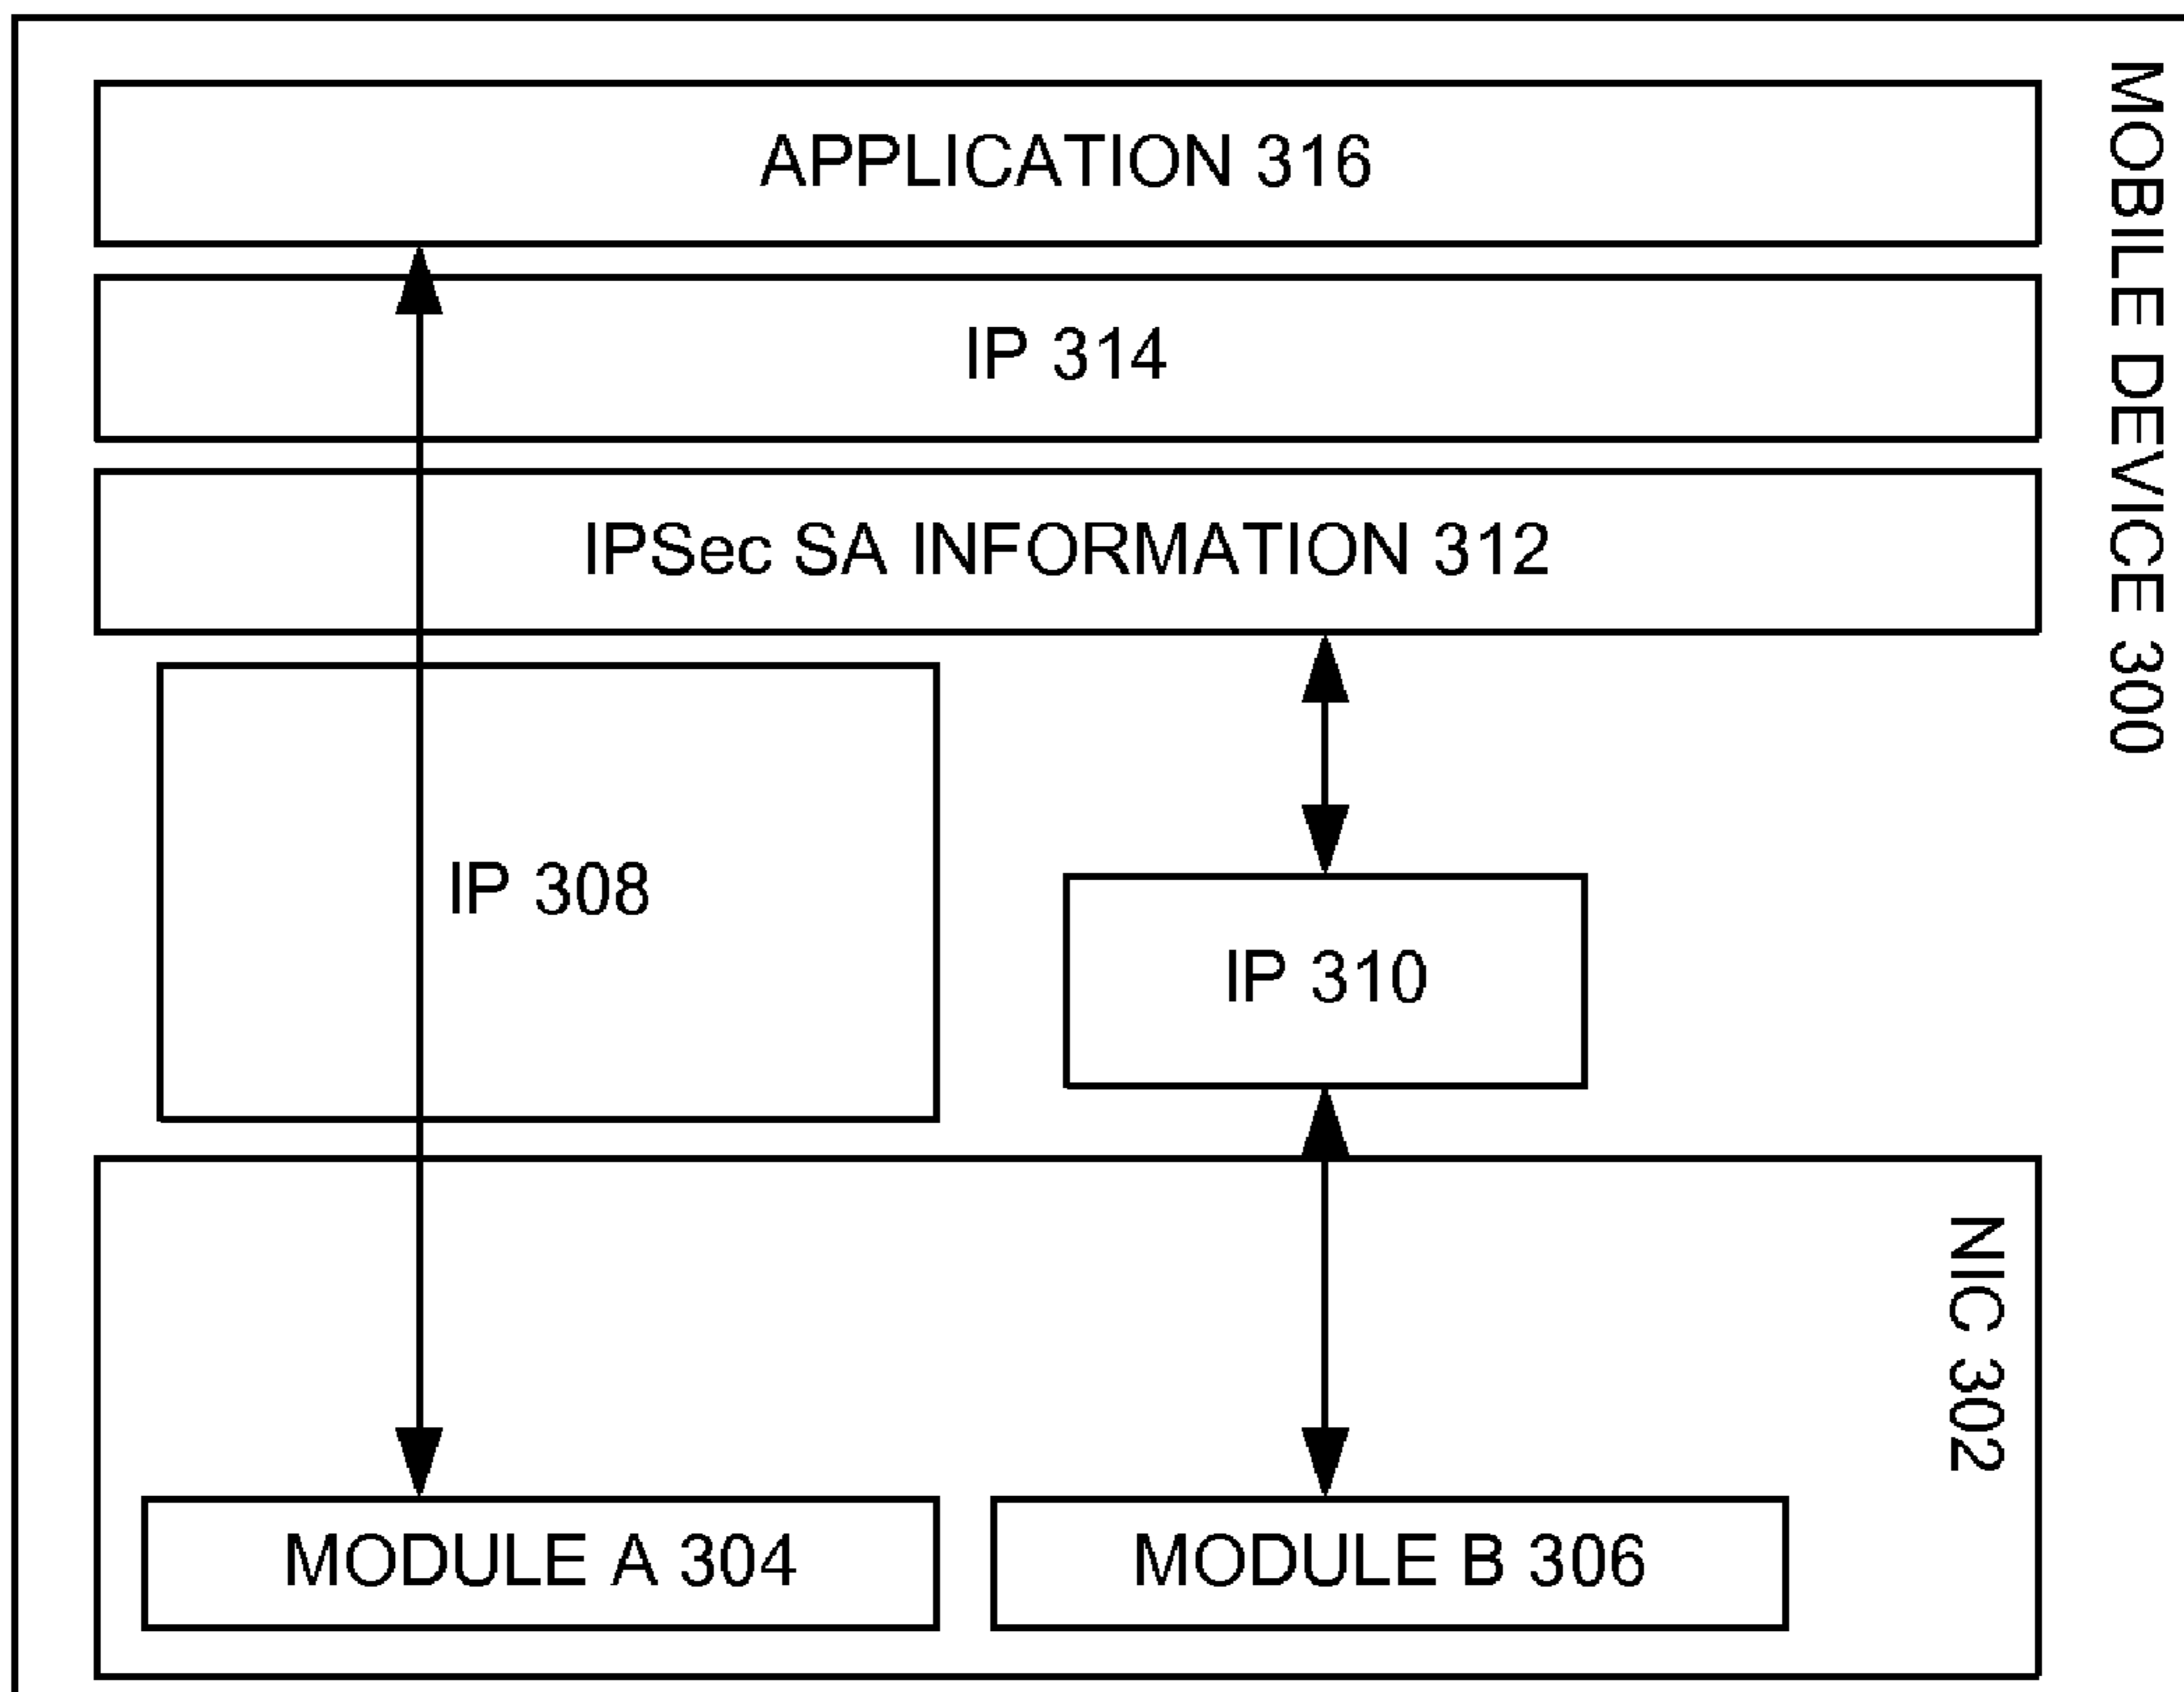 MOBILE DEVICE 300
APPLICATION 316
IP 314
IPSec SA INFORMATION 312
IP 308
IP 310
NIC 302
MODULE A 304
MODULE B 306